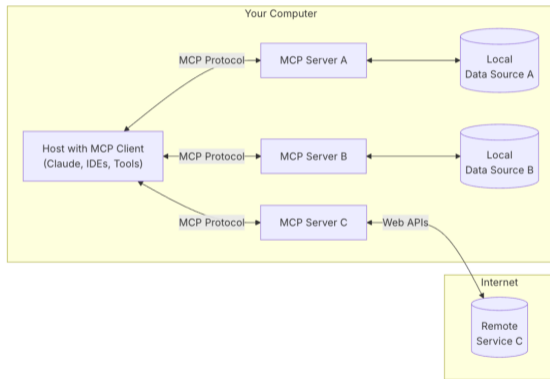 Your Computer
MCP Protocol
MCP Server A
Local
Data Source A
Host with MCP Client
(Claude, IDEs, Tools)
MCP Protocol
MCP Server B
Local
Data Source B
MCP Protocol
MCP Server C
Web APIs
Internet
Remote
Service C